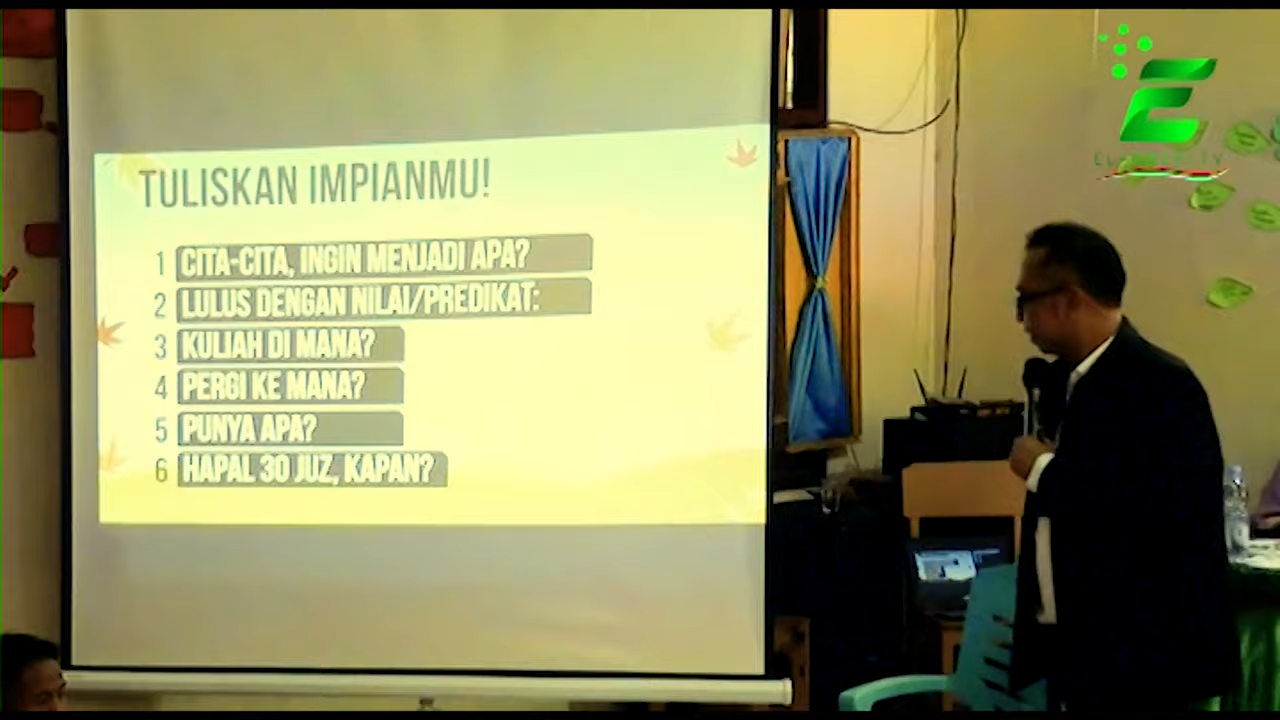 TULISKAN IMPIANMU!
1 CITA-CITA, INGIN MENJADI APA?
2 LULUS DENGAN NILAI/PREDIKAT:
3 KULIAH DI MANA?
4 PERGI KE MANA?
5 PUNYA APA?
6 HAPAL 30 JUZ, KAPAN?
E